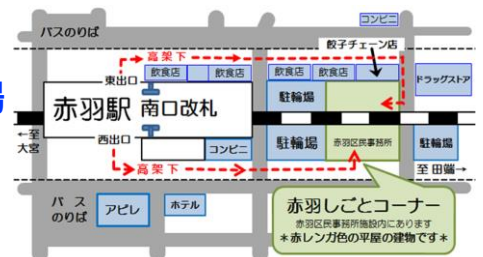 コンビニ
バスのりば
高架下
餃子チェーン店
東出口
飲食店
飲食店
飲食店
飲食店
ドラッグストア
赤羽駅
南口改札
駐輪場
←至
大宮
西出口
コンビニ
駐輪場
赤羽区民事務所
駐輪場
高架下
至田端→
バス
のりば
アピレ
ホテル
赤羽しごとコーナー
赤羽区民事務所施設内にあります
*赤レンガ色の平屋の建物です*